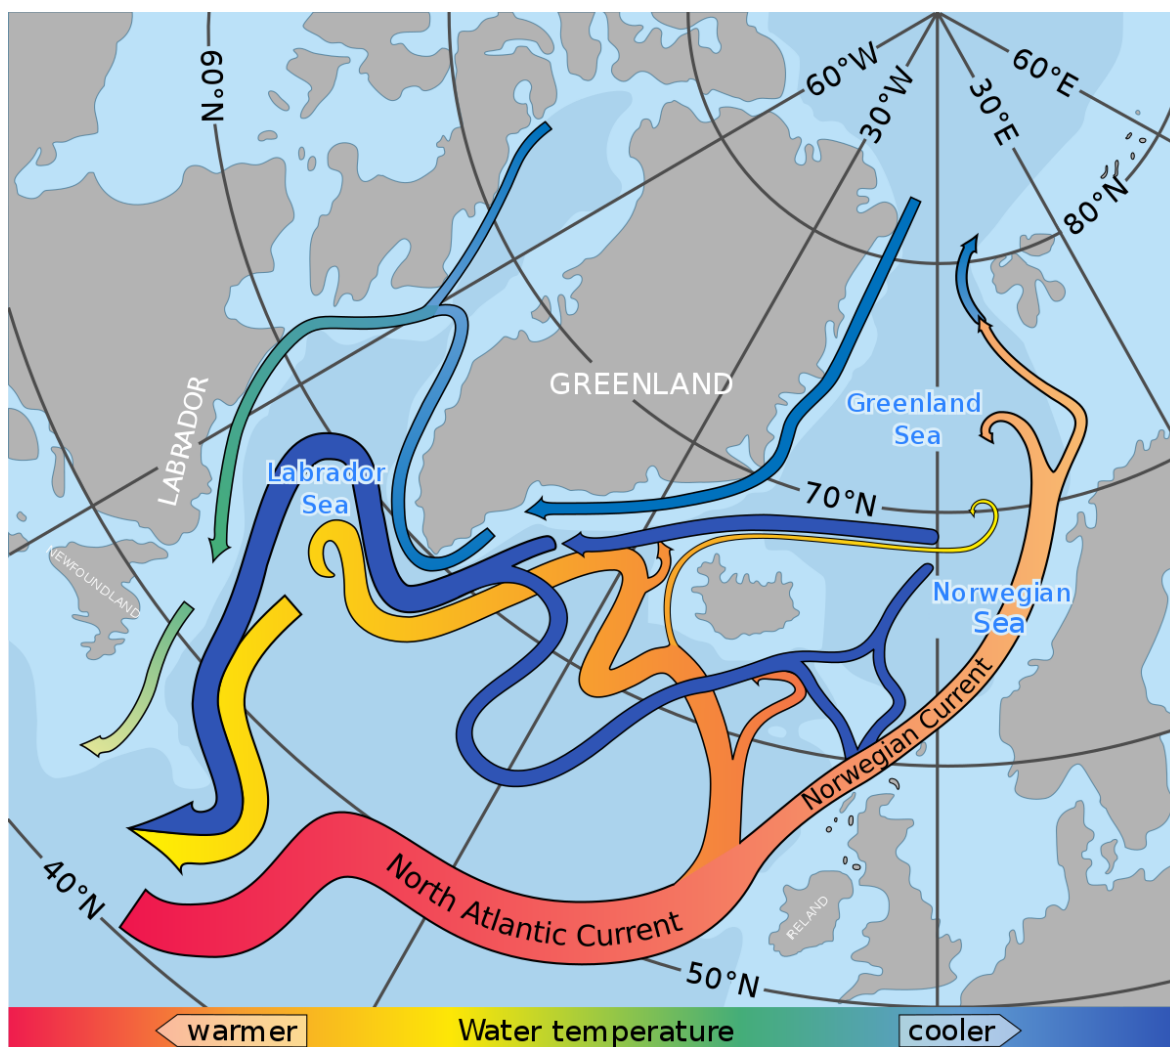 60°N
60°W
30°W
60°E
30°E
80°N
GREENLAND
LABRADOR
Greenland
Sea
Labrador
Sea
70°N
NEWFOUNDLAND
Norwegian
Sea
Norwegian Current
40°N
North Atlantic Current
RELAND
50°N
warmer
Water temperature
cooler